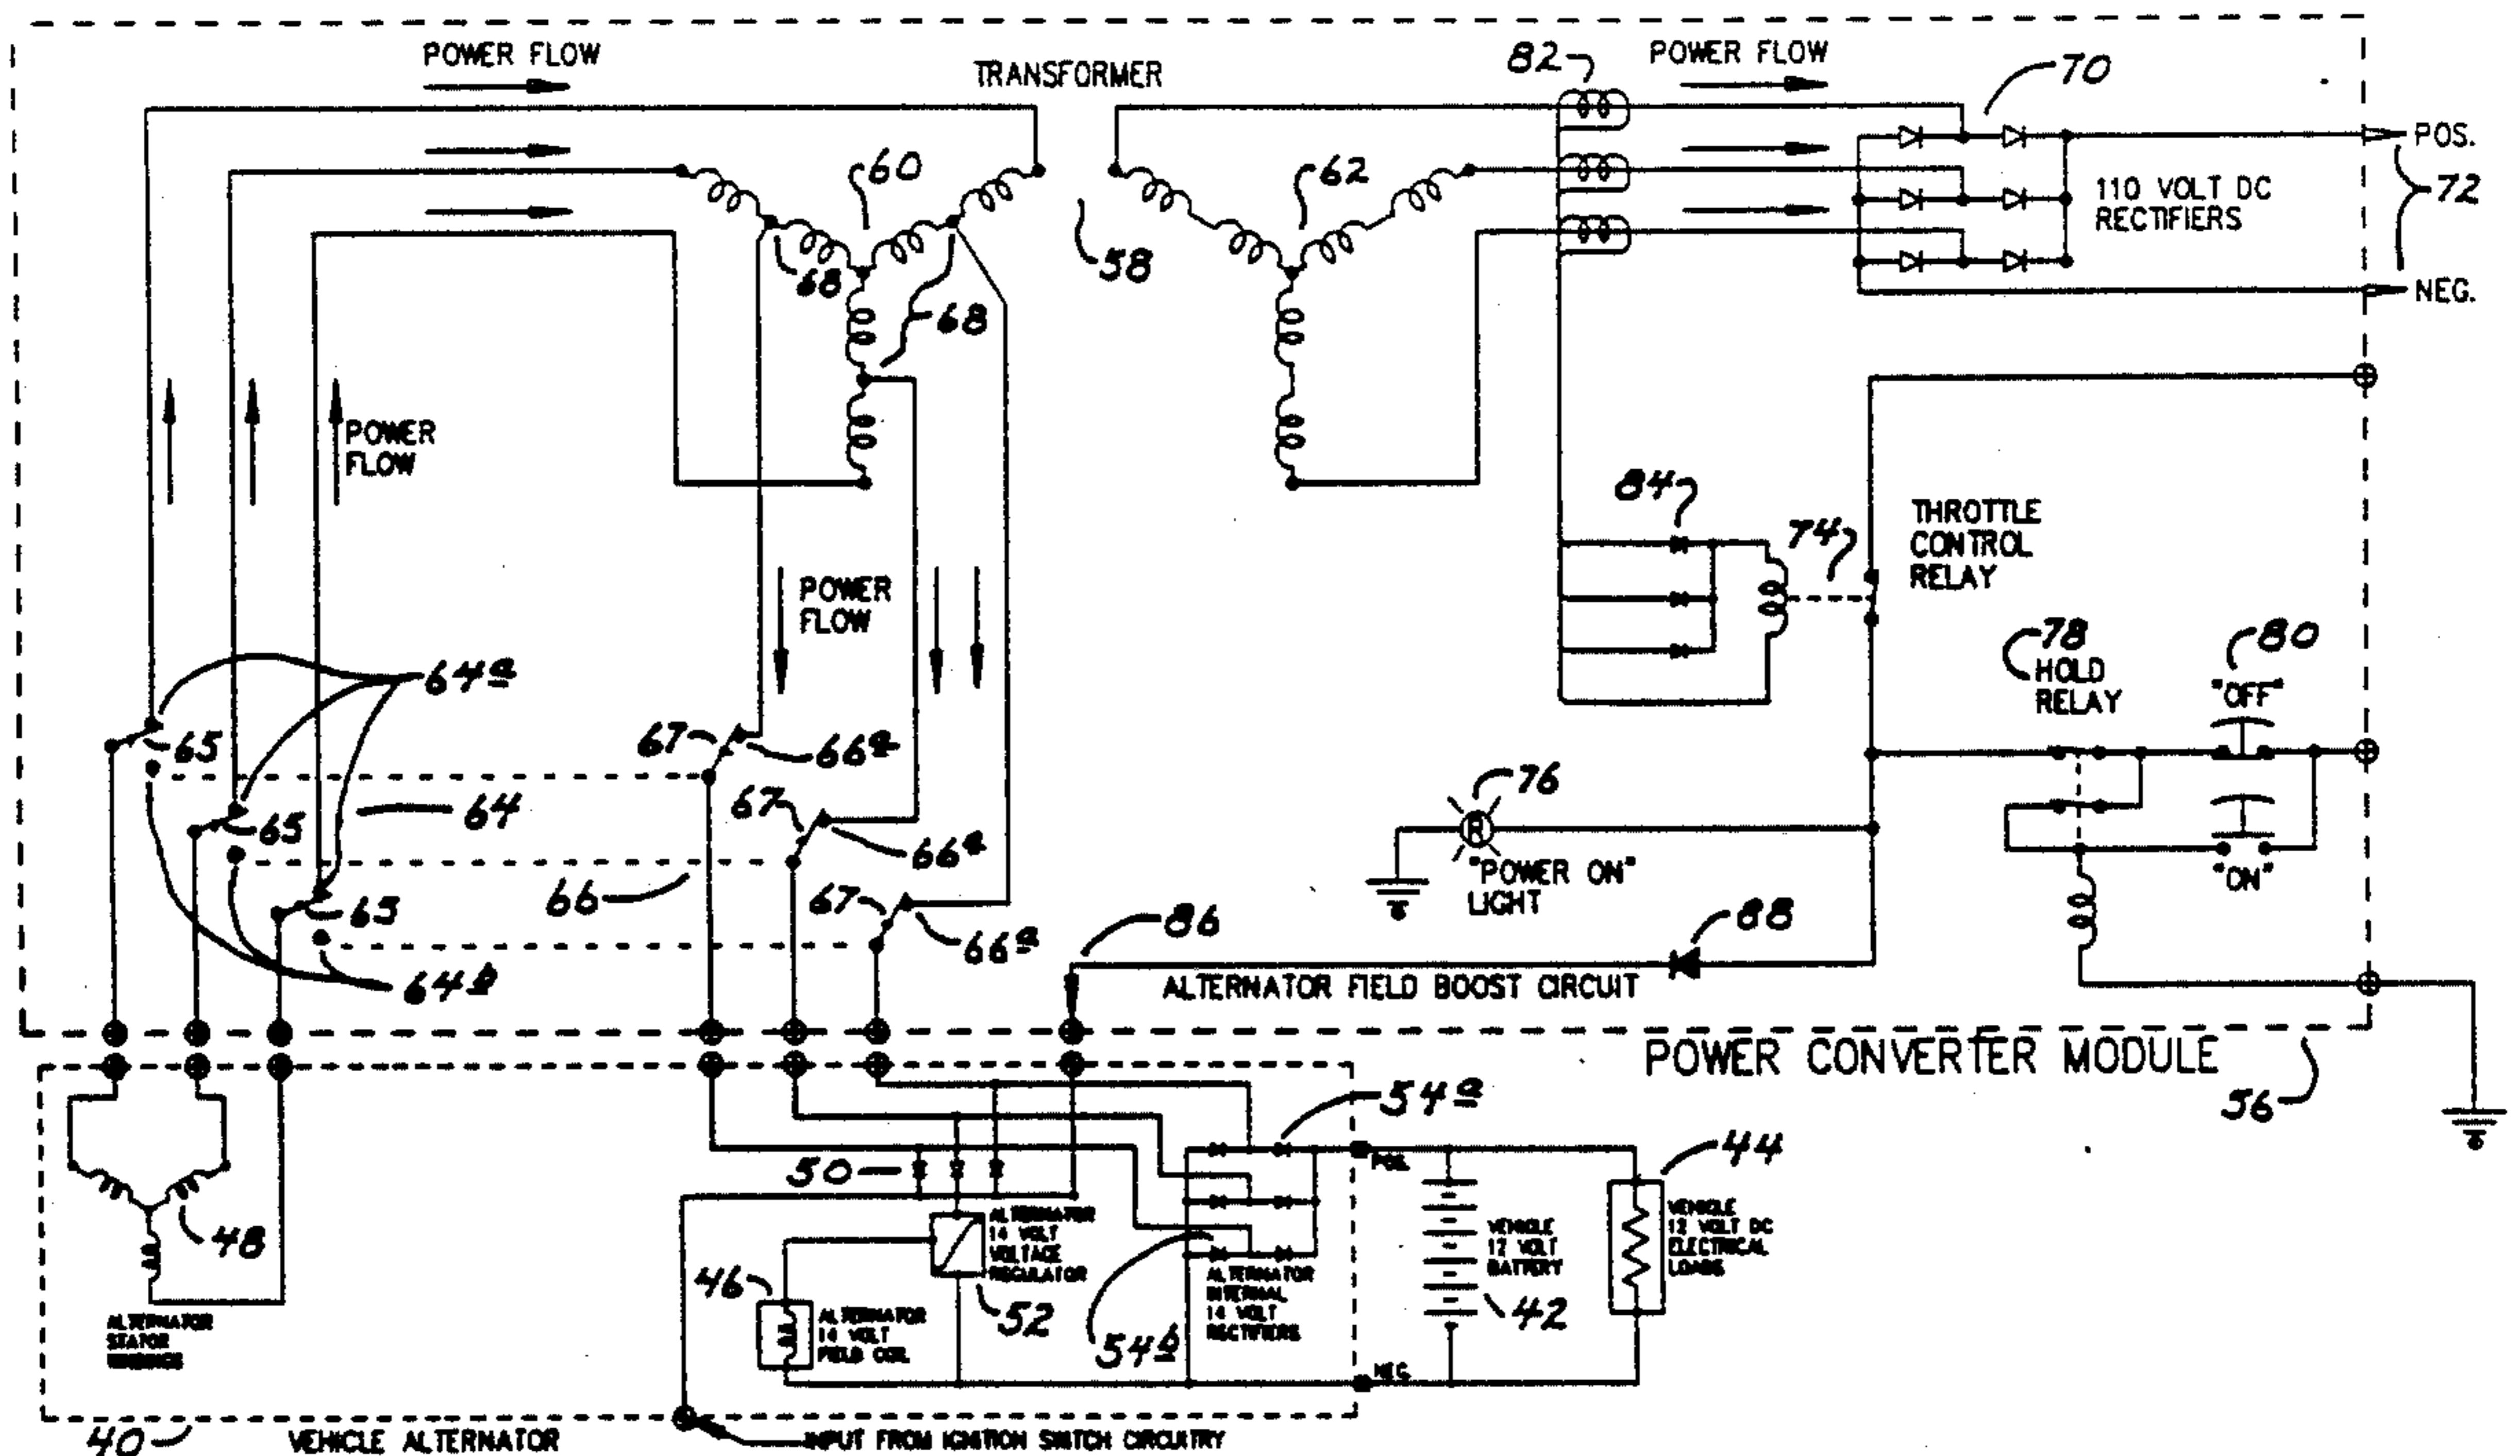 POWER FLOW
TRANSFORMER
82
POWER FLOW
70
POS.
60
62
110 VOLT DC
RECTIFIERS
72
58
68
68
NEG.
POWER
FLOW
84
74
THROTTLE
CONTROL
RELAY
POWER
FLOW
78
HOLD
RELAY
80
"OFF"
64a
65
67
66a
76
64
65
67
66a
"POWER ON"
LIGHT
"ON"
66
65
67
66a
86
88
64b
ALTERNATOR FIELD BOOST CIRCUIT
POWER CONVERTER MODULE
56
54a
44
50
POS.
48
ALTERNATOR
14 VOLT
VOLTAGE
REGULATOR
VEHICLE
12 VOLT
BATTERY
VEHICLE
12 VOLT DC
ELECTRICAL
LOADS
46
52
ALTERNATOR
INTERNAL
14 VOLT
RECTIFIERS
42
ALTERNATOR
STATOR
WINDINGS
ALTERNATOR
14 VOLT
FIELD COIL
54b
NEG.
40
VEHICLE ALTERNATOR
INPUT FROM IGNITION SWITCH CIRCUITRY